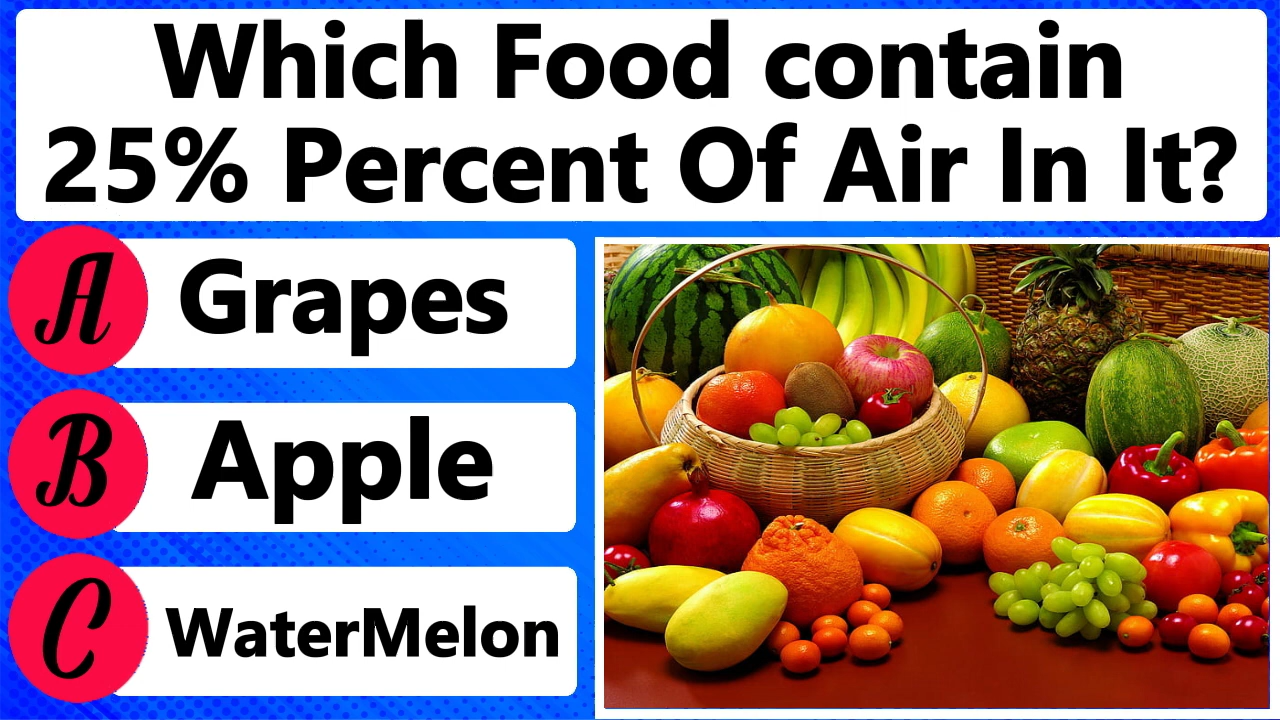 Which Food contain
25% Percent Of Air In It?
A Grapes
B Apple
C WaterMelon